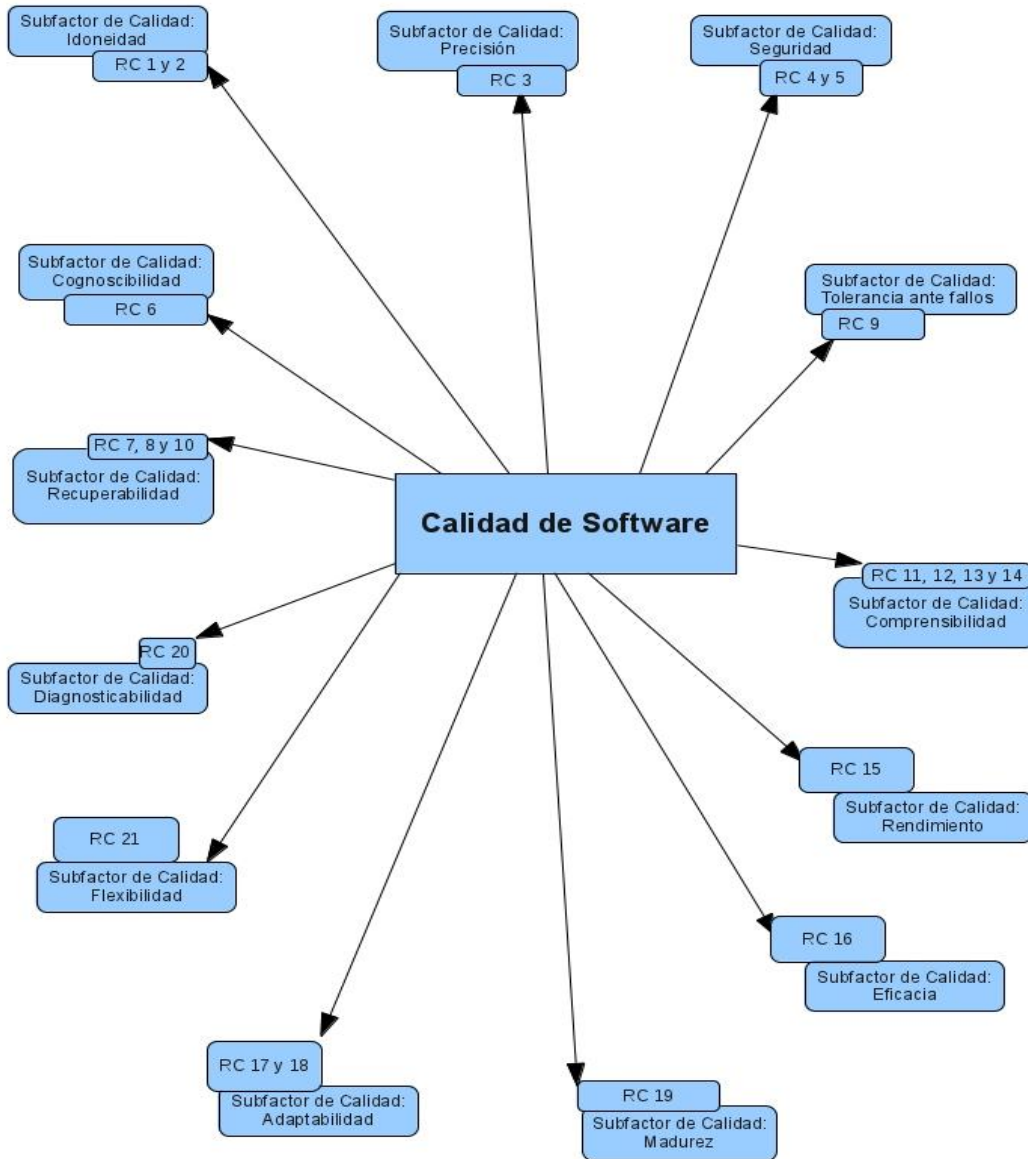 Subfactor de Calidad:
Idoneidad
RC 1 y 2
Subfactor de Calidad:
Precisión
RC 3
Subfactor de Calidad:
Seguridad
RC 4 y 5
Subfactor de Calidad:
Cognoscibilidad
RC 6
Subfactor de Calidad:
Tolerancia ante fallos
RC 9
RC 7, 8 y 10
Subfactor de Calidad:
Recuperabilidad
Calidad de Software
RC 11, 12, 13 y 14
Subfactor de Calidad:
Comprensibilidad
RC 20
Subfactor de Calidad:
Diagnosticabilidad
RC 15
Subfactor de Calidad:
Rendimiento
RC 21
Subfactor de Calidad:
Flexibilidad
RC 16
Subfactor de Calidad:
Eficacia
RC 17 y 18
Subfactor de Calidad:
Adaptabilidad
RC 19
Subfactor de Calidad:
Madurez